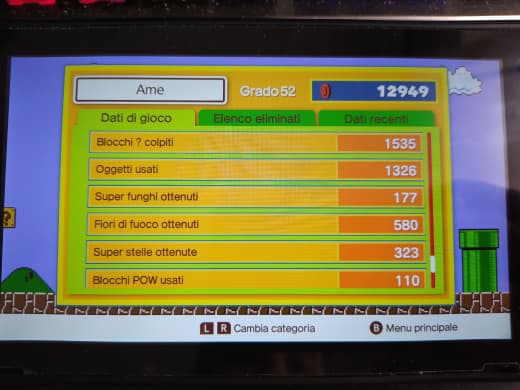 Ame Grado 52 12949
Dati di gioco Elenco eliminati Dati recenti
Blocchi ? colpiti 1535
Oggetti usati 1326
Super funghi ottenuti 177
Fiori di fuoco ottenuti 580
Super stelle ottenute 323
Blocchi POW usati 110
?
L R Cambia categoria B Menu principale